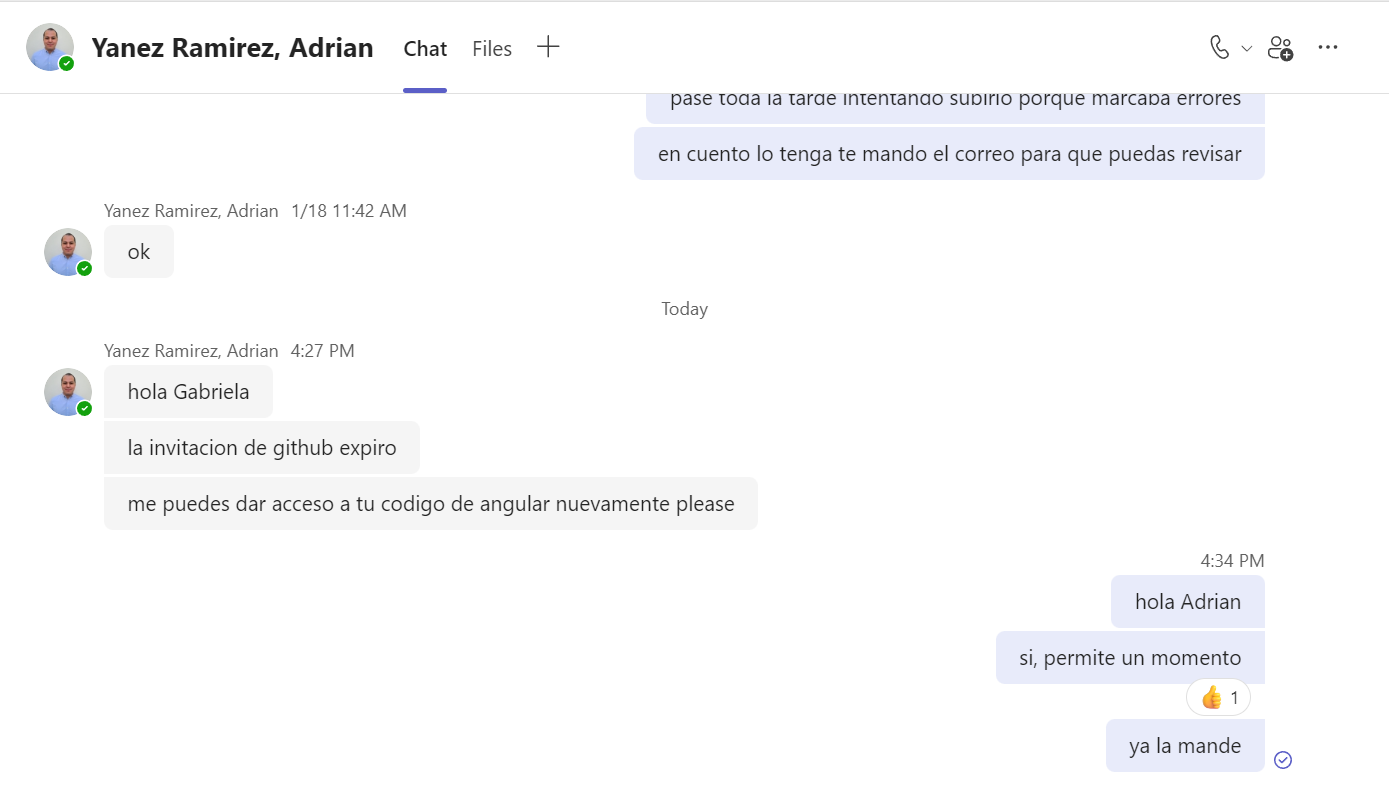 Yanez Ramirez, Adrian Chat Files
pase toda la tarde intentando subirlo porque marcaba errores
en cuento lo tenga te mando el correo para que puedas revisar
Yanez Ramirez, Adrian 1/18 11:42 AM
ok
Today
Yanez Ramirez, Adrian 4:27 PM
hola Gabriela
la invitacion de github expiro
me puedes dar acceso a tu codigo de angular nuevamente please
4:34 PM
hola Adrian
si, permite un momento
👍 1
ya la mande